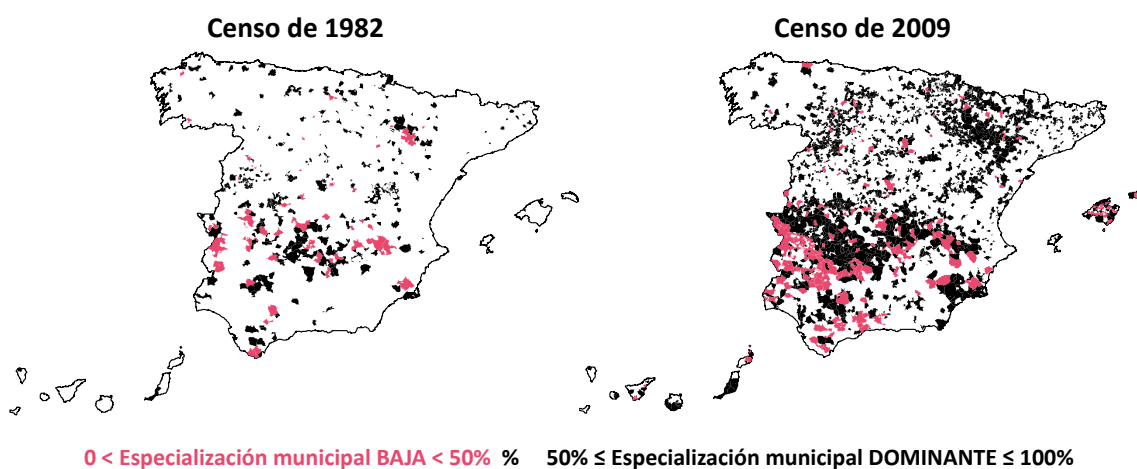 Censo de 1982
Censo de 2009
0 < Especialización municipal BAJA < 50% % 50% ≤ Especialización municipal DOMINANTE ≤ 100%